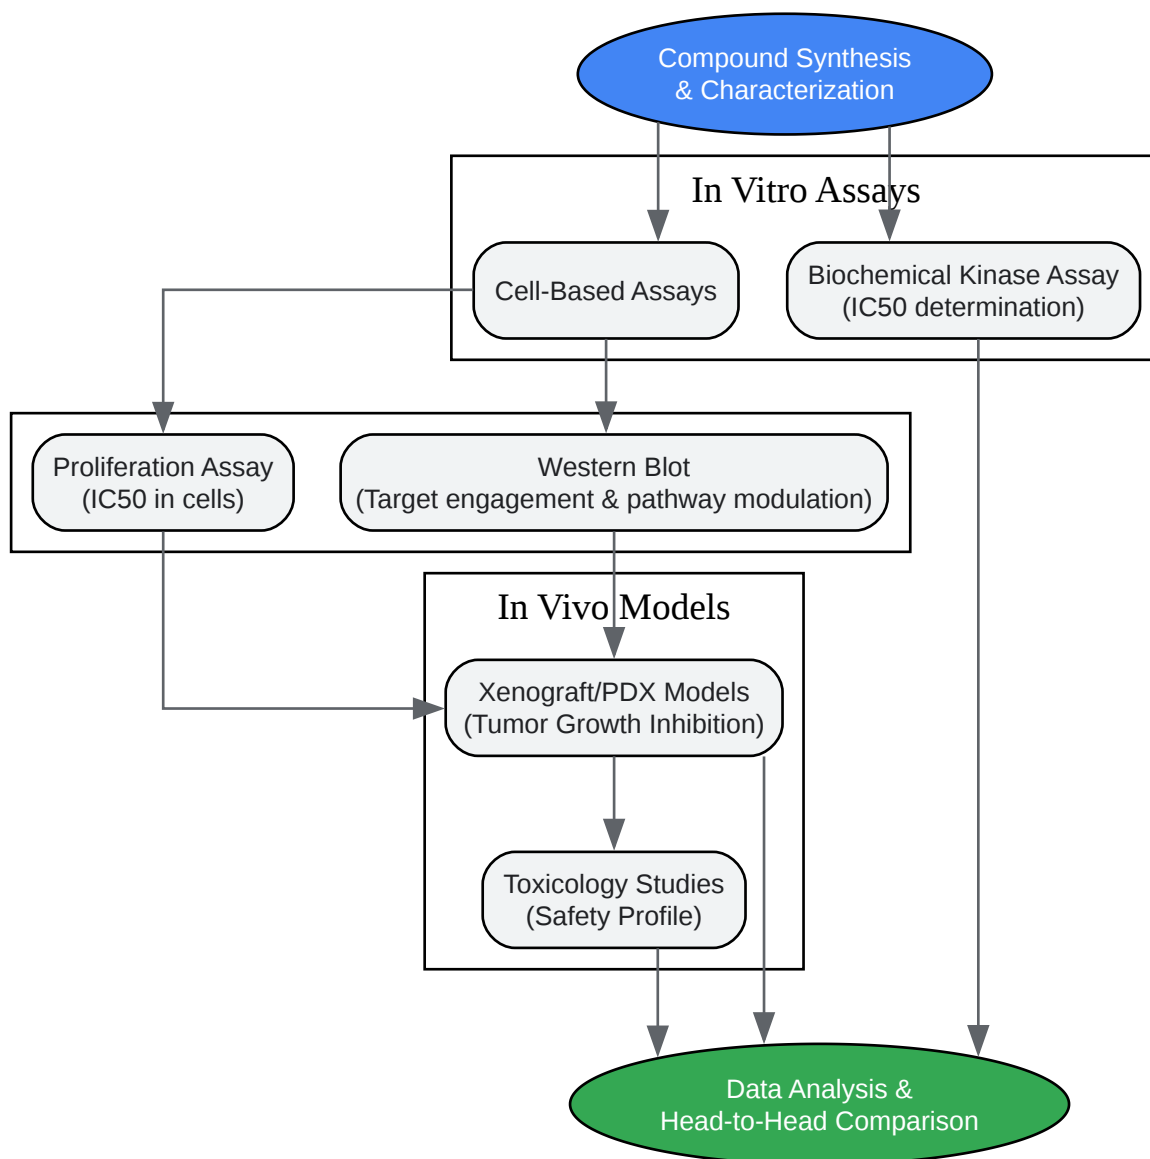 Compound Synthesis
& Characterization
In Vitro Assays
Cell-Based Assays
Biochemical Kinase Assay
(IC50 determination)
Proliferation Assay
(IC50 in cells)
Western Blot
(Target engagement & pathway modulation)
In Vivo Models
Xenograft/PDX Models
(Tumor Growth Inhibition)
Toxicology Studies
(Safety Profile)
Data Analysis &
Head-to-Head Comparison